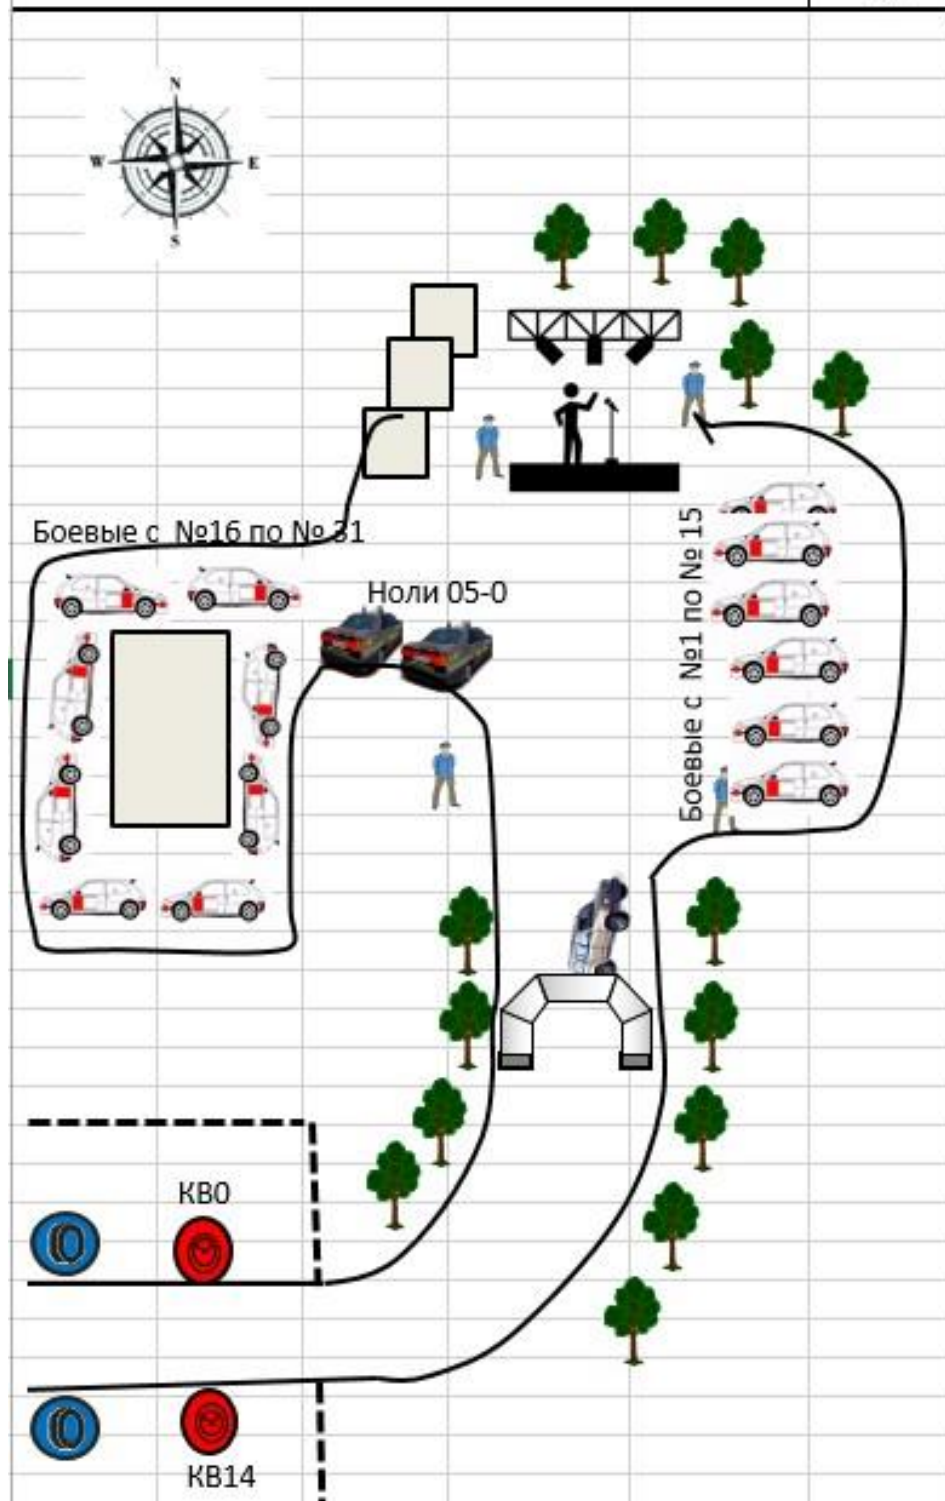 N
W
E
S
Боевые с №16 по № 31
Ноли 05-0
Боевые с №1 по № 15
КВ0
КВ14